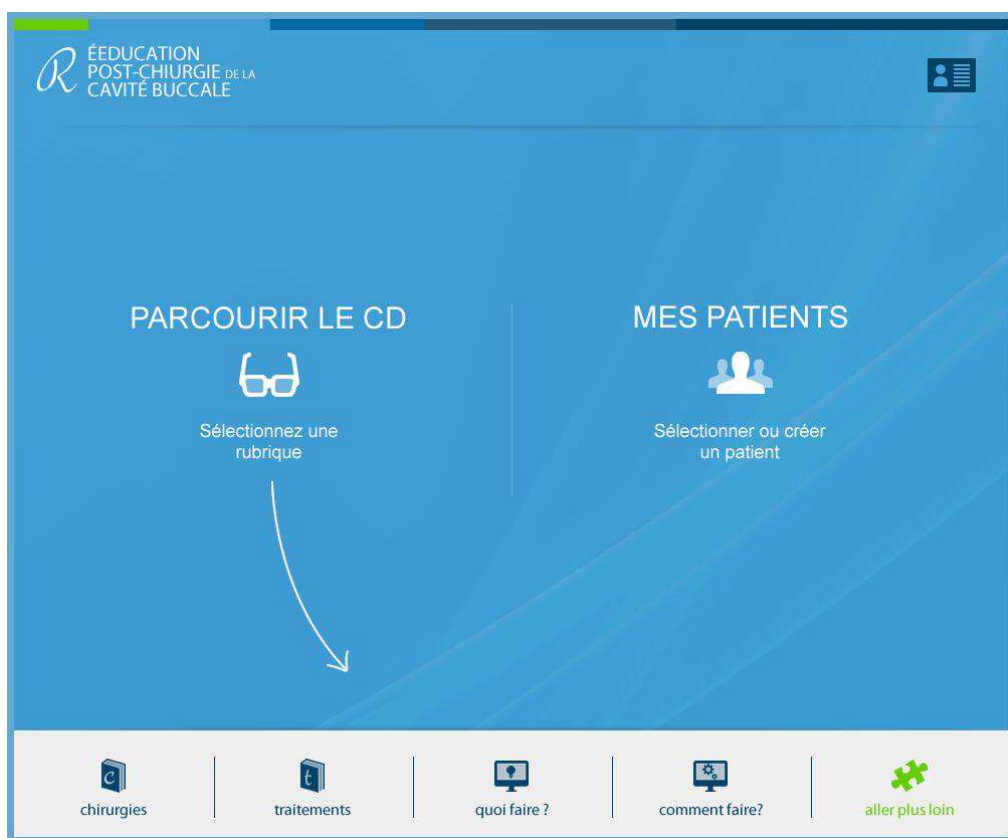 RÉEDUCATION
POST-CHIURGIE DE LA
CAVITÉ BUCCALE
PARCOURIR LE CD
Sélectionnez une
rubrique
MES PATIENTS
Sélectionner ou créer
un patient
c
chirurgies
t
traitements
quoi faire ?
comment faire?
aller plus loin